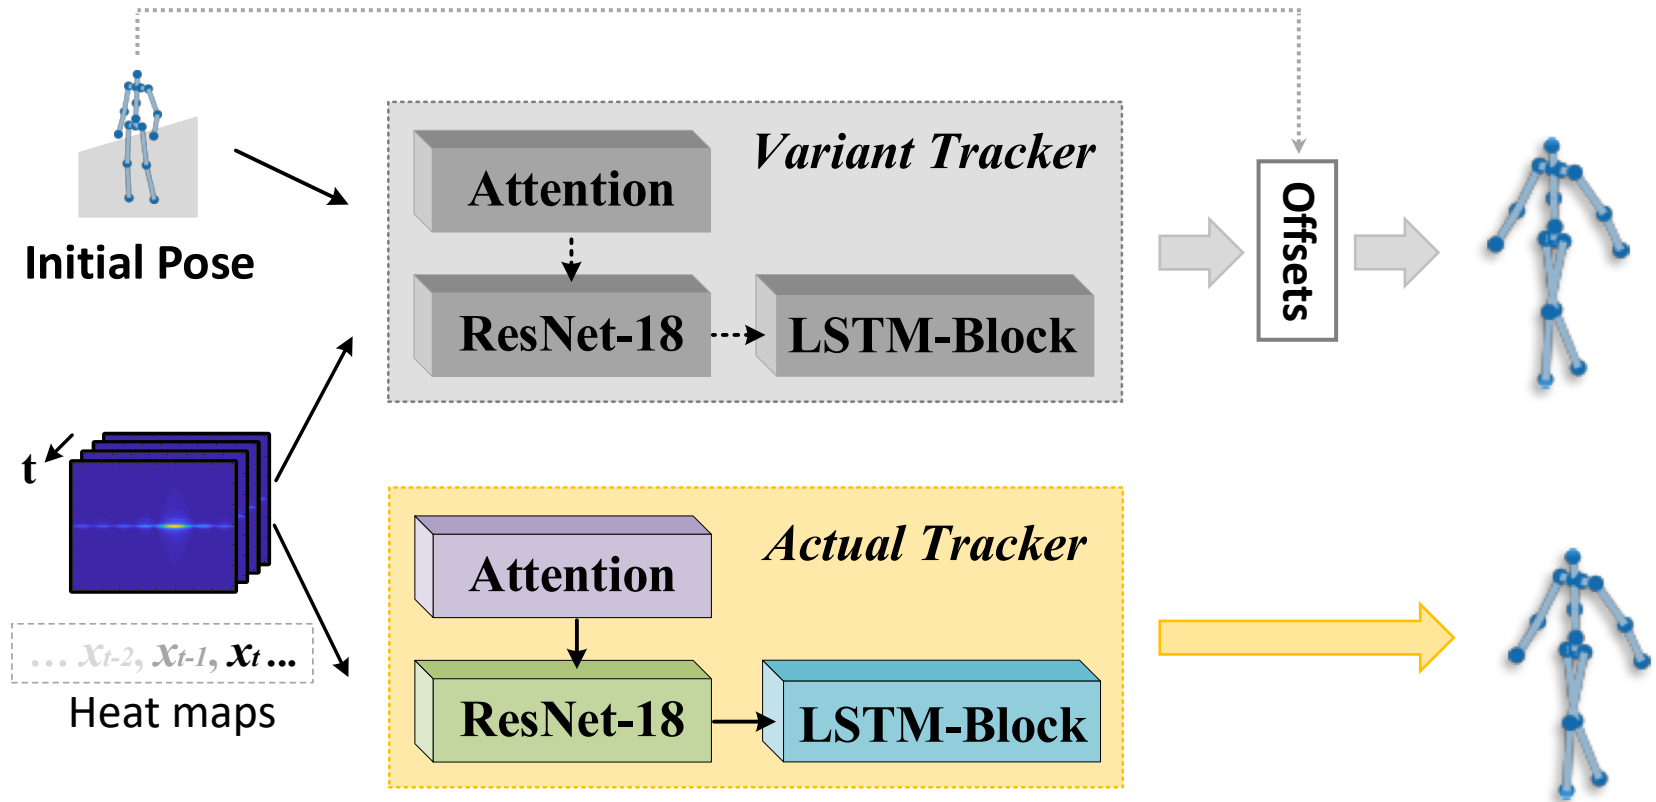 Initial Pose
Variant Tracker
Attention
ResNet-18
LSTM-Block
Offsets
t
... xt-2, xt-1, xt ...
Heat maps
Actual Tracker
Attention
ResNet-18
LSTM-Block